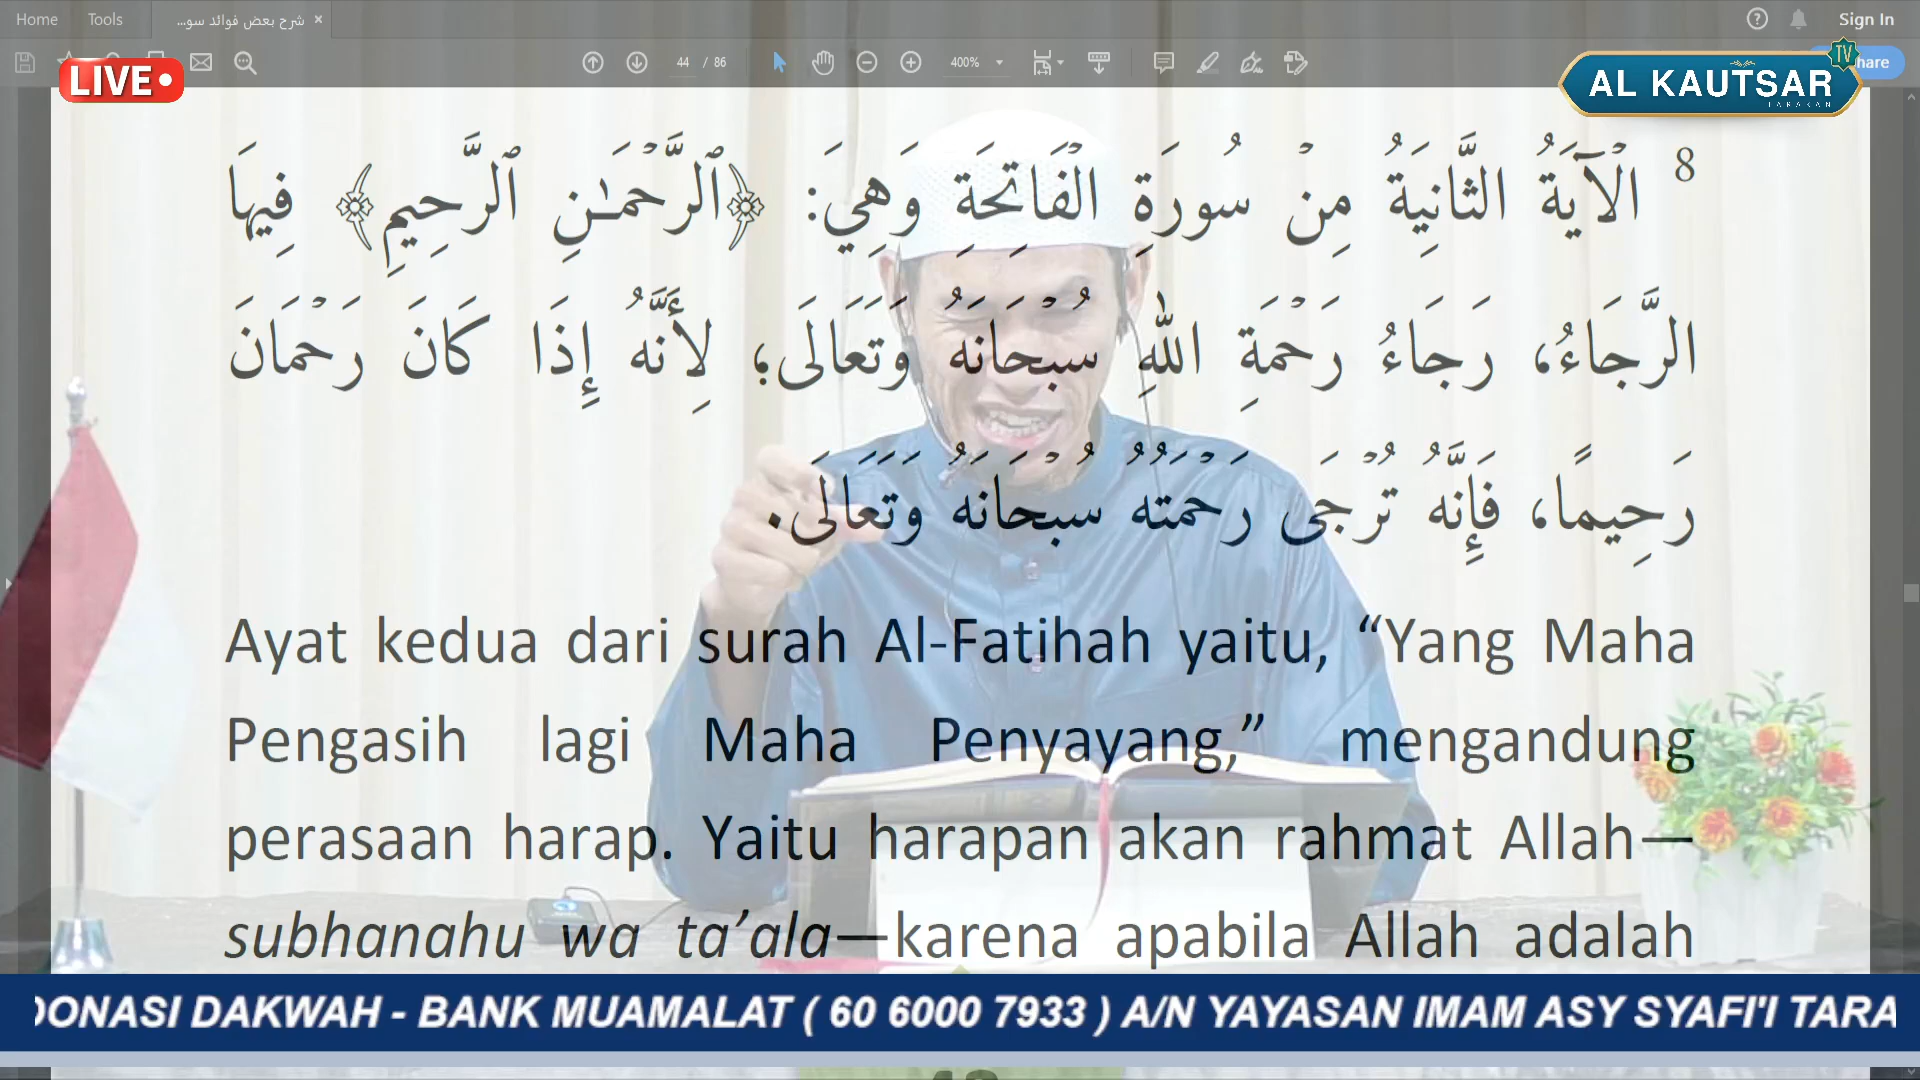 Home Tools شرح بعض فوائد سو... ×
Sign In
44 / 86 400%
LIVE
hare
AL KAUTSAR TV
TARAKAN
8 الْآيَةُ الثَّانِيَةُ مِنْ سُورَةِ الْفَاتِحَةِ وَهِيَ: ﴿ٱلرَّحْمَـٰنِ ٱلرَّحِيمِ﴾ فِيهَا
الرَّجَاءُ، رَجَاءُ رَحْمَةِ اللهِ سُبْحَانَهُ وَتَعَالَى؛ لِأَنَّهُ إِذَا كَانَ رَحْمَانَ
رَحِيمًا، فَإِنَّهُ تُرْجَى رَحْمَتُهُ سُبْحَانَهُ وَتَعَالَى.
Ayat kedua dari surah Al-Fatihah yaitu, “Yang Maha
Pengasih lagi Maha Penyayang,” mengandung
perasaan harap. Yaitu harapan akan rahmat Allah—
subhanahu wa ta’ala—karena apabila Allah adalah
DONASI DAKWAH - BANK MUAMALAT ( 60 6000 7933 ) A/N YAYASAN IMAM ASY SYAFI'I TARA